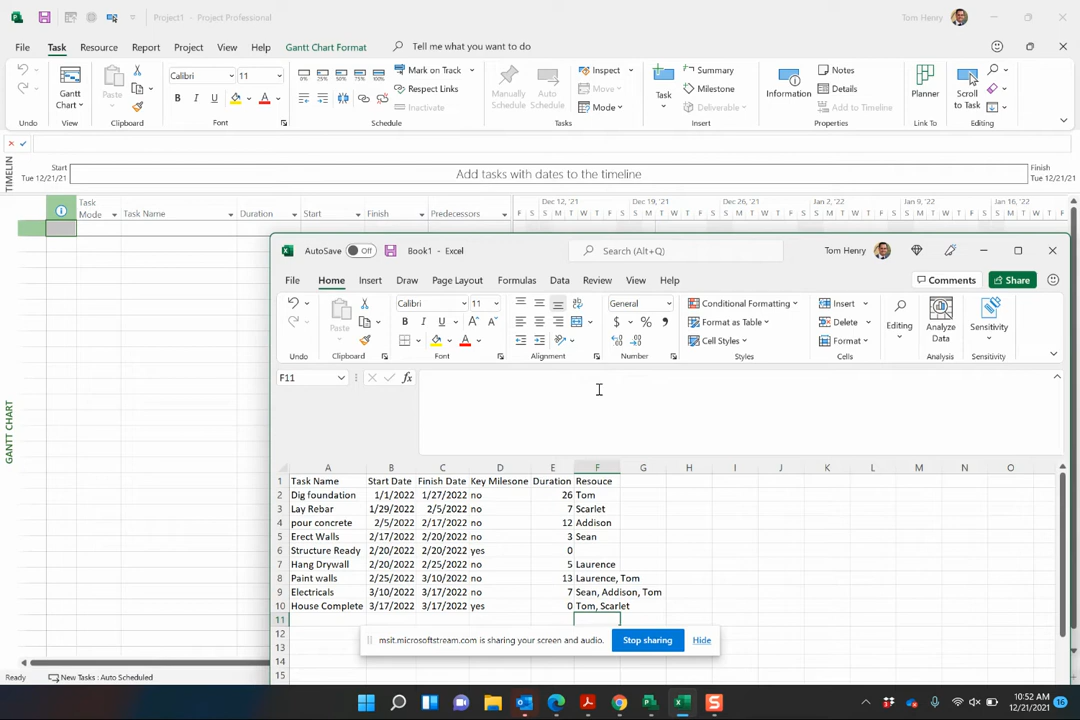 Project1 - Project Professional
Tom Henry
File Task Resource Report Project View Help Gantt Chart Format Tell me what you want to do
Gantt Chart
Paste
Calibri 11
B I U A
0% 25% 50% 75% 100%
Mark on Track
Respect Links
Inactivate
Manually Schedule
Auto Schedule
Inspect
Move
Mode
Task
Summary
Milestone
Deliverable
Information
Notes
Details
Add to Timeline
Planner
Scroll to Task
Undo View Clipboard Font Schedule Tasks Insert Properties Link To Editing
TIMELIN
Start
Tue 12/21/21
Add tasks with dates to the timeline
Finish
Tue 12/21/21
Task Mode Task Name Duration Start Finish Predecessors
Dec 12, '21 Dec 19, '21 Dec 26, '21 Jan 2, '22 Jan 9, '22 Jan 16, '22
F S S M T W T F S S M T W T F S S M T W T F S S M T W T F S S M T W T F S S M T W T F
GANTT CHART
AutoSave Off Book1 - Excel Search (Alt+Q) Tom Henry
File Home Insert Draw Page Layout Formulas Data Review View Help Comments Share
Paste
Calibri 11
B I U A
General
$ % ,
Conditional Formatting
Format as Table
Cell Styles
Insert
Delete
Format
Editing
Analyze Data
Sensitivity
Undo Clipboard Font Alignment Number Styles Cells Analysis Sensitivity
F11 fx
A B C D E F G H I J K L M N O
1 Task Name Start Date Finish Date Key Milesone Duration Resouce
2 Dig foundation 1/1/2022 1/27/2022 no 26 Tom
3 Lay Rebar 1/29/2022 2/5/2022 no 7 Scarlet
4 pour concrete 2/5/2022 2/17/2022 no 12 Addison
5 Erect Walls 2/17/2022 2/20/2022 no 3 Sean
6 Structure Ready 2/20/2022 2/20/2022 yes 0
7 Hang Drywall 2/20/2022 2/25/2022 no 5 Laurence
8 Paint walls 2/25/2022 3/10/2022 no 13 Laurence, Tom
9 Electricals 3/10/2022 3/17/2022 no 7 Sean, Addison, Tom
10 House Complete 3/17/2022 3/17/2022 yes 0 Tom, Scarlet
11
12
13
14
15
msit.microsoftstream.com is sharing your screen and audio. Stop sharing Hide
Ready New Tasks : Auto Scheduled
10:52 AM
12/21/2021
16